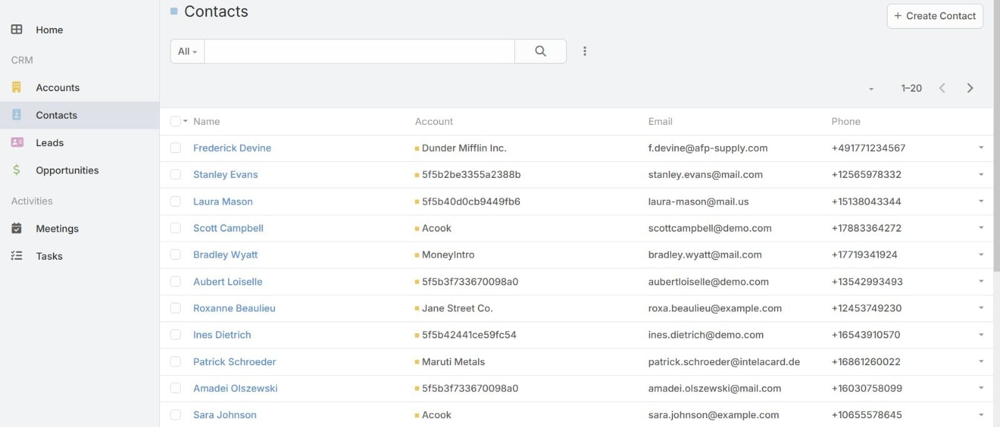 Contacts
+ Create Contact
Home
CRM
Accounts
Contacts
Leads
Opportunities
Activities
Meetings
Tasks
All
1–20
Name Account Email Phone
Frederick Devine Dunder Mifflin Inc. f.devine@afp-supply.com +491771234567
Stanley Evans 5f5b2be3355a2388b stanley.evans@mail.com +12565978332
Laura Mason 5f5b40d0cb9449fb6 laura-mason@mail.us +15138043344
Scott Campbell Acook scottcampbell@demo.com +17883364272
Bradley Wyatt MoneyIntro bradley.wyatt@mail.com +17719341924
Aubert Loiselle 5f5b3f733670098a0 aubertloiselle@demo.com +13542993493
Roxanne Beaulieu Jane Street Co. roxa.beaulieu@example.com +12453749230
Ines Dietrich 5f5b42441ce59fc54 ines.dietrich@demo.com +16543910570
Patrick Schroeder Maruti Metals patrick.schroeder@intelacard.de +16861260022
Amadei Olszewski 5f5b3f733670098a0 amadei.olszewski@mail.com +16030758099
Sara Johnson Acook sara.johnson@example.com +10655578645